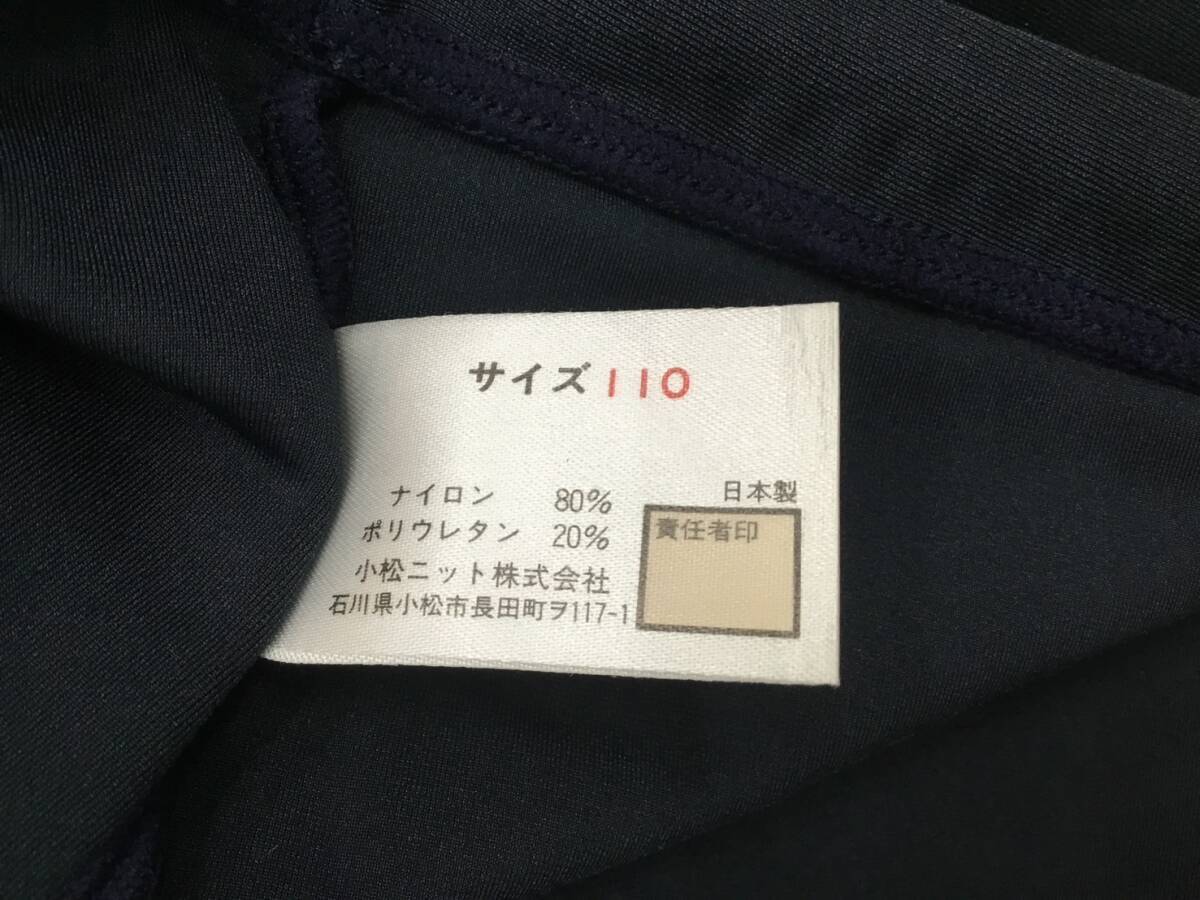 サイズ110
ナイロン 80%
ポリウレタン 20%
小松ニット株式会社
石川県小松市長田町ヲ117-1
日本製
責任者印